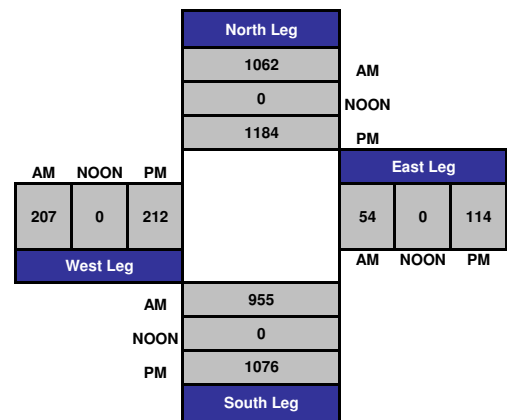 North Leg
1062 AM
0 NOON
1184 PM
AM NOON PM
East Leg
207 0 212
54 0 114
West Leg
AM NOON PM
AM 955
NOON 0
PM 1076
South Leg